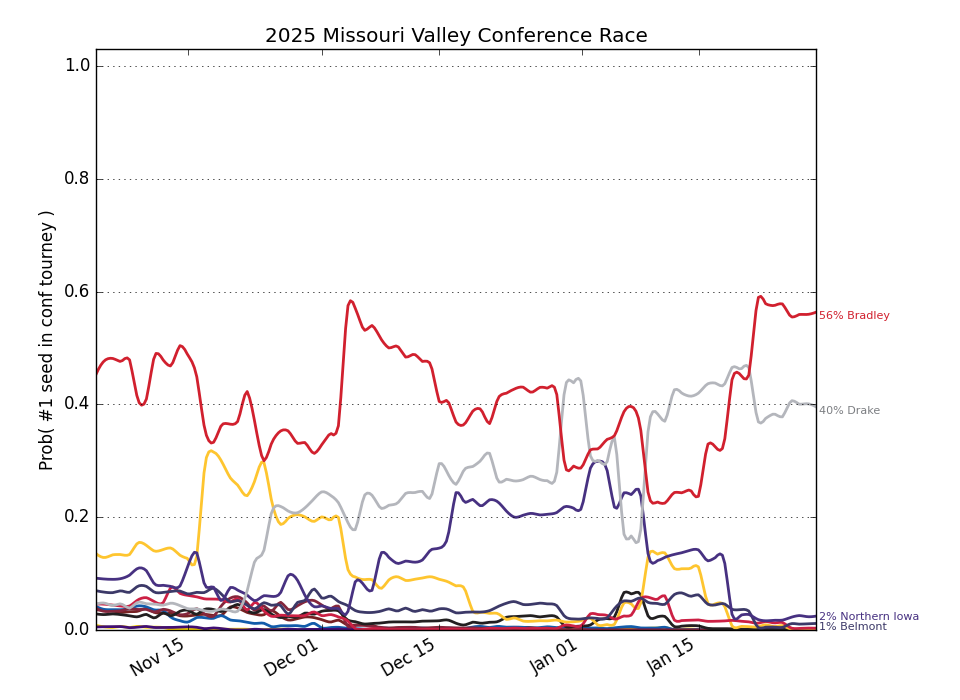 2025 Missouri Valley Conference Race
Prob( #1 seed in conf tourney )
1.0
0.8
0.6
0.4
0.2
0.0
56% Bradley
40% Drake
2% Northern Iowa
1% Belmont
Nov 15
Dec 01
Dec 15
Jan 01
Jan 15